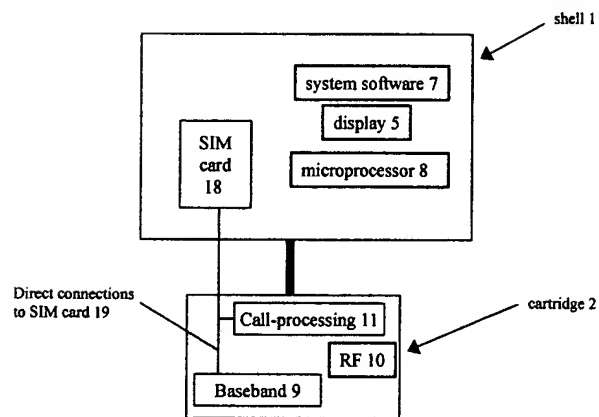 shell 1
system software 7
display 5
SIM
card
18
microprocessor 8
Direct connections
to SIM card 19
Call-processing 11
cartridge 2
RF 10
Baseband 9